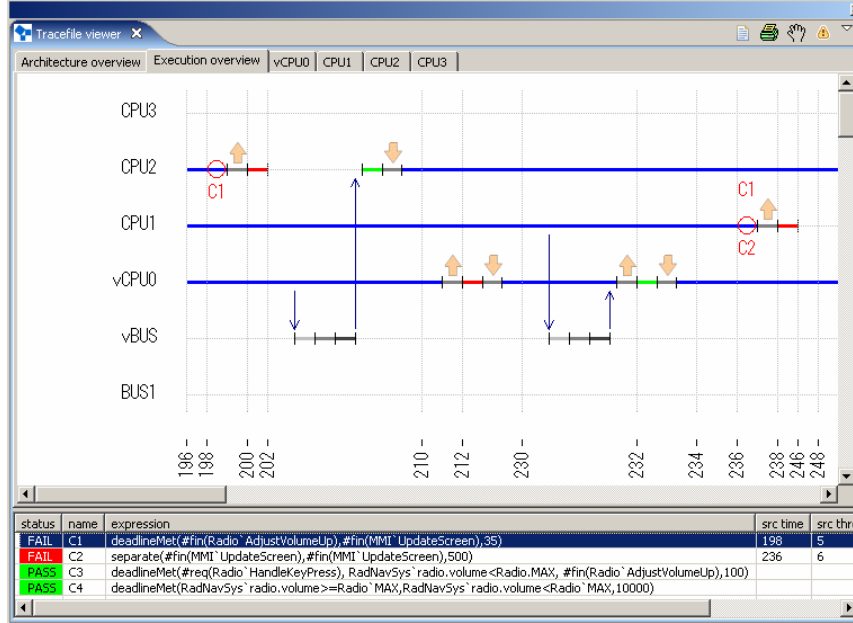 Tracefile viewer
Architecture overview Execution overview vCPU0 CPU1 CPU2 CPU3
CPU3
CPU2
C1
C1
CPU1
C2
vCPU0
vBUS
BUS1
196 198 200 202 210 212 230 232 234 236 238 246 248
status name expression src time src thr
FAIL C1 deadlineMet(#fin(Radio`AdjustVolumeUp),#fin(MMI`UpdateScreen),35) 198 5
FAIL C2 separate(#fin(MMI`UpdateScreen),#fin(MMI`UpdateScreen),500) 236 6
PASS C3 deadlineMet(#req(Radio`HandleKeyPress), RadNavSys`radio.volume<Radio.MAX, #fin(Radio`AdjustVolumeUp),100)
PASS C4 deadlineMet(RadNavSys`radio.volume>=Radio`MAX,RadNavSys`radio.volume<Radio`MAX,10000)